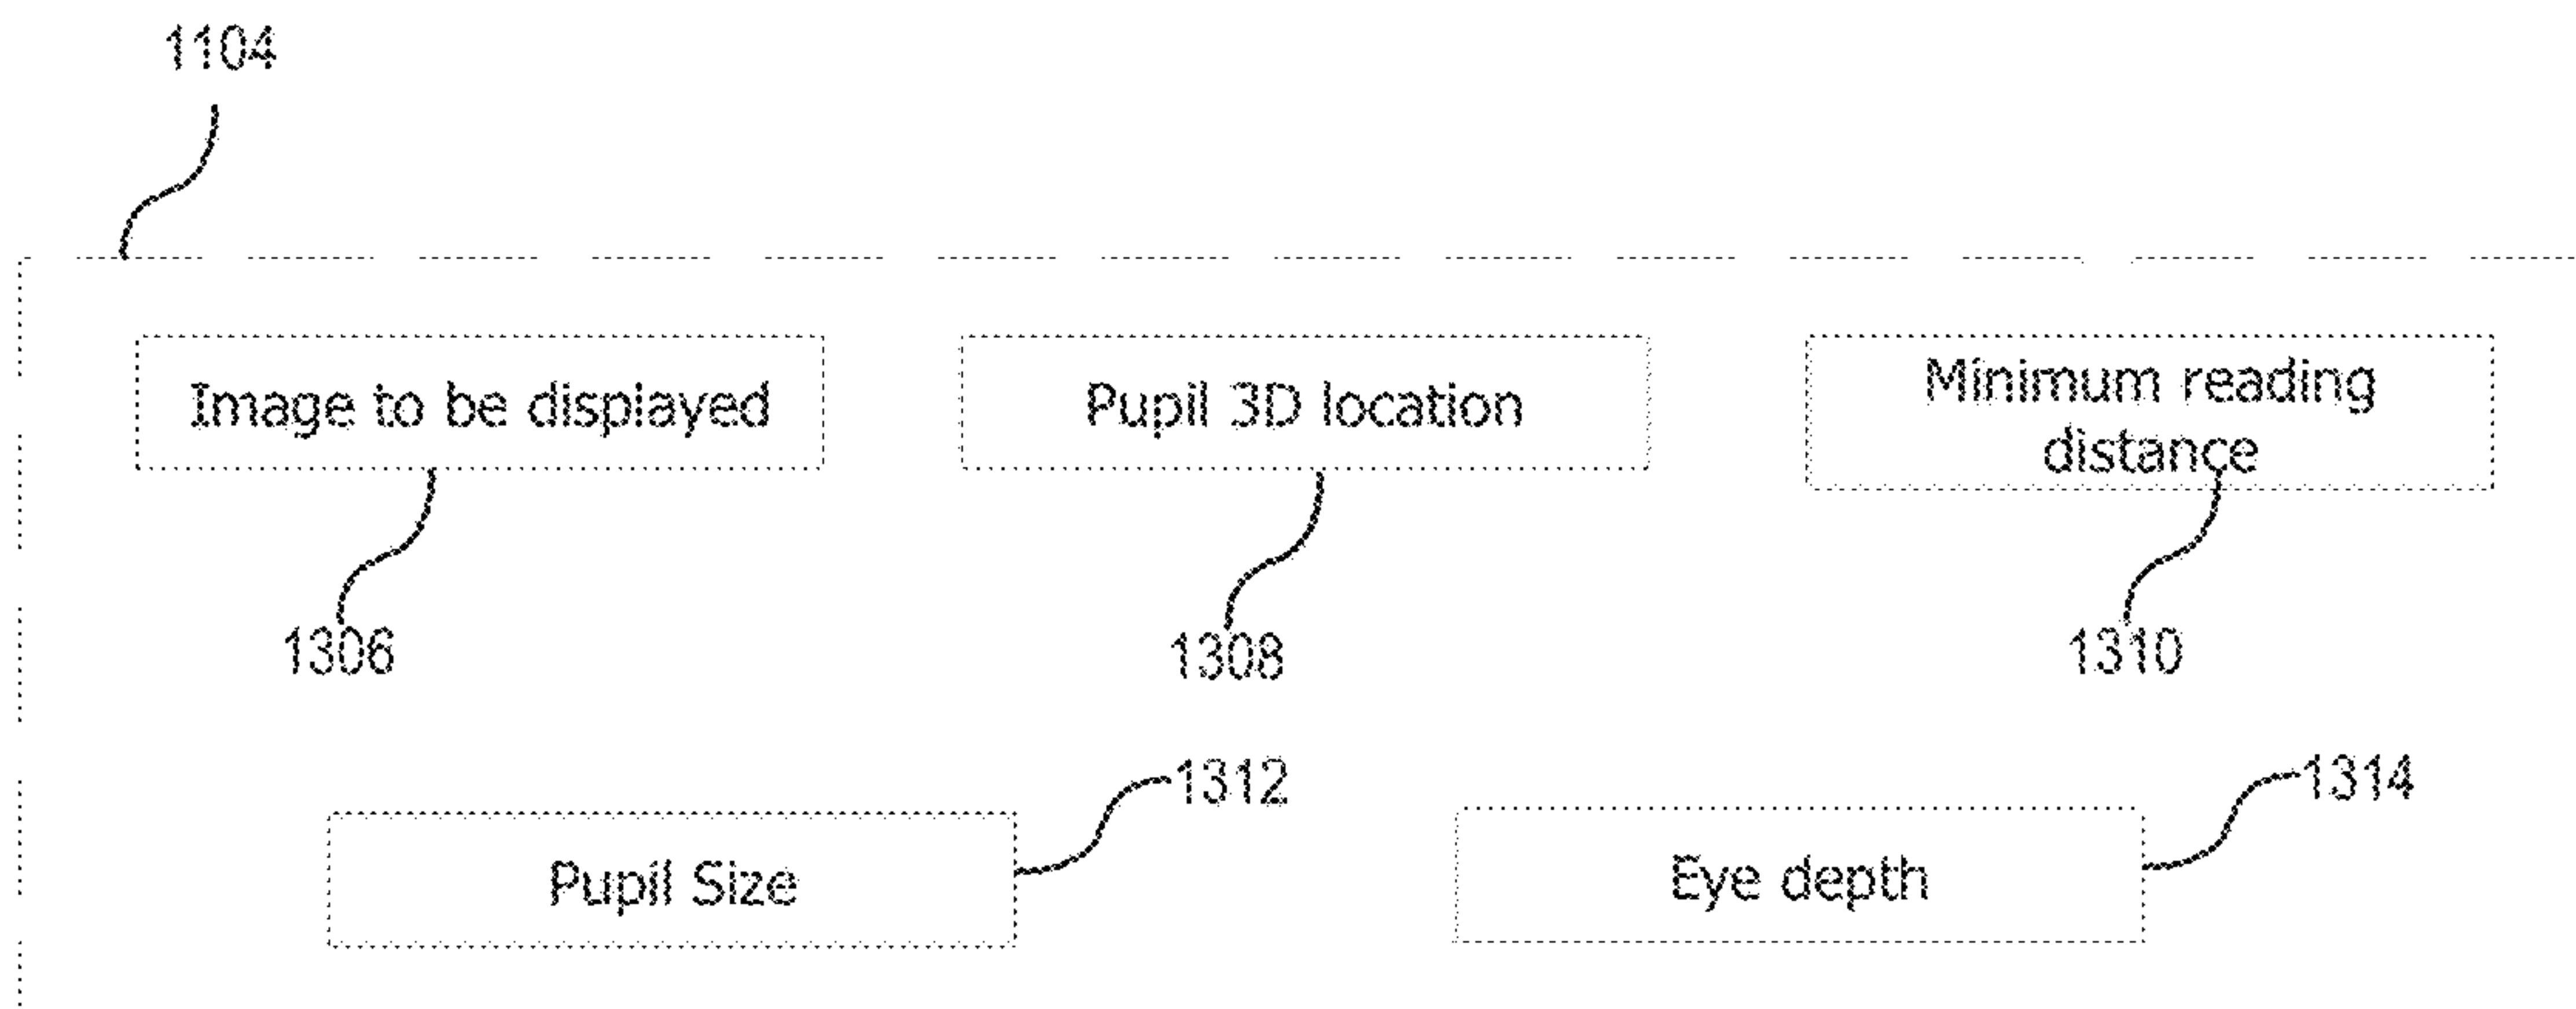 1104
Image to be displayed
Pupil 3D location
Minimum reading
distance
1306
1308
1310
1312
1314
Pupil Size
Eye depth